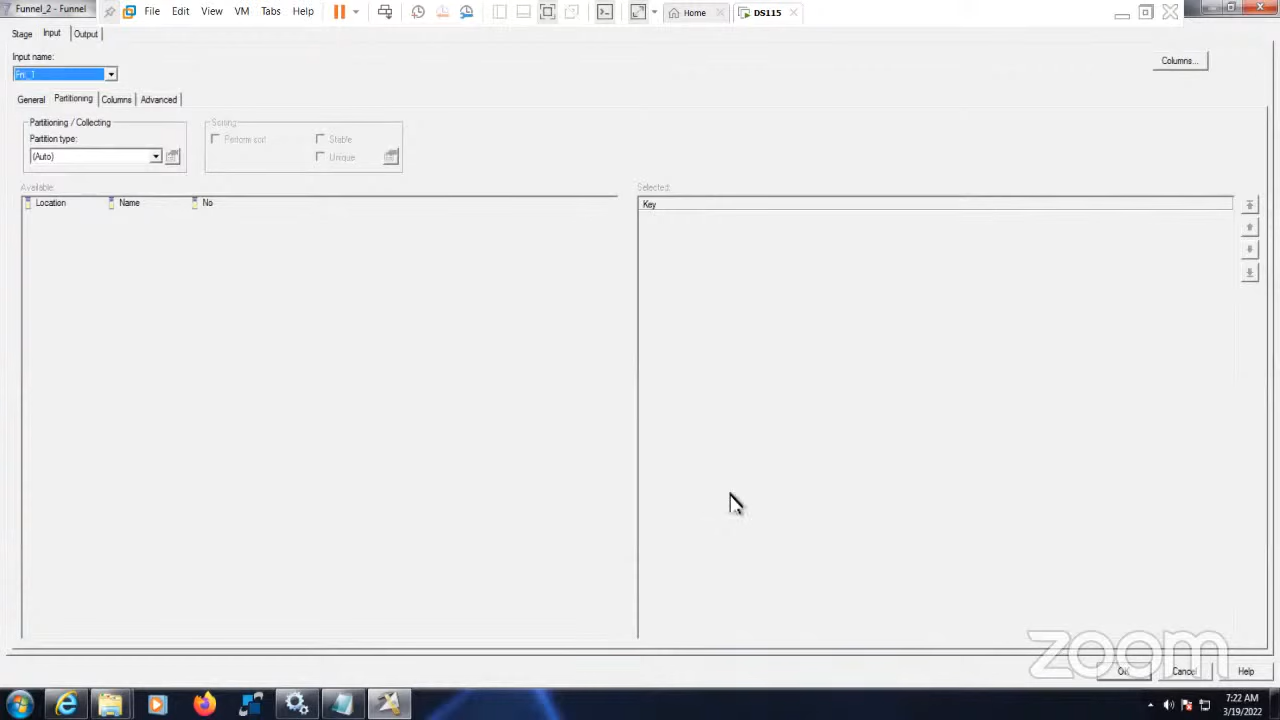 Funnel_2 - Funnel
File Edit View VM Tabs Help
Home
DS115
Stage Input Output
Input name:
Columns...
General Partitioning Columns Advanced
Partitioning / Collecting
Partition type:
(Auto)
Sorting
Perform sort
Stable
Unique
Available:
Location Name No
Selected:
Key
zoom
OK Cancel Help
7:22 AM
3/19/2022